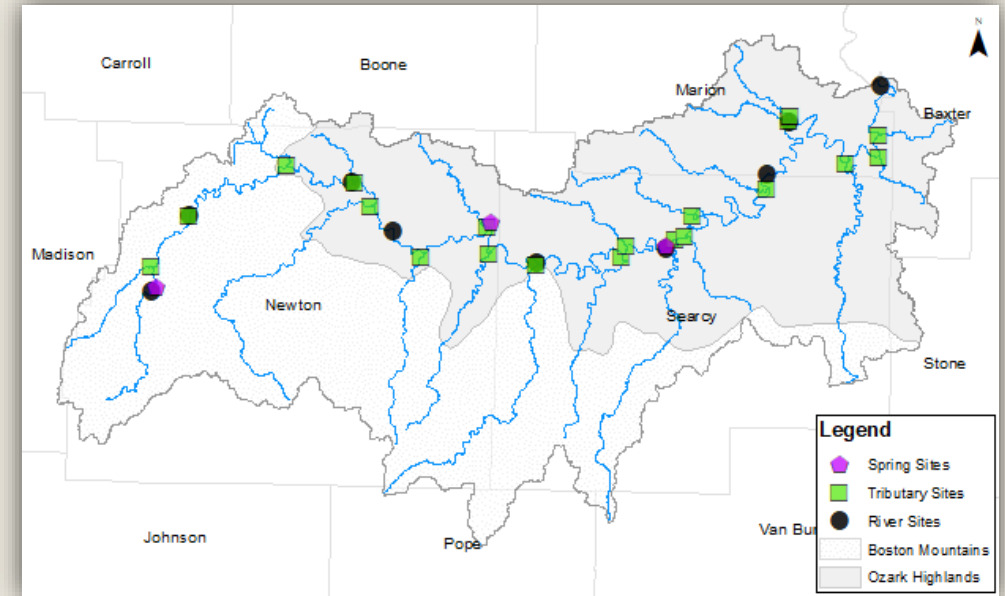 N
Carroll
Boone
Marion
Baxter
Madison
Newton
Searcy
Stone
Johnson
Pope
Van Bu
Legend
Spring Sites
Tributary Sites
River Sites
Boston Mountains
Ozark Highlands